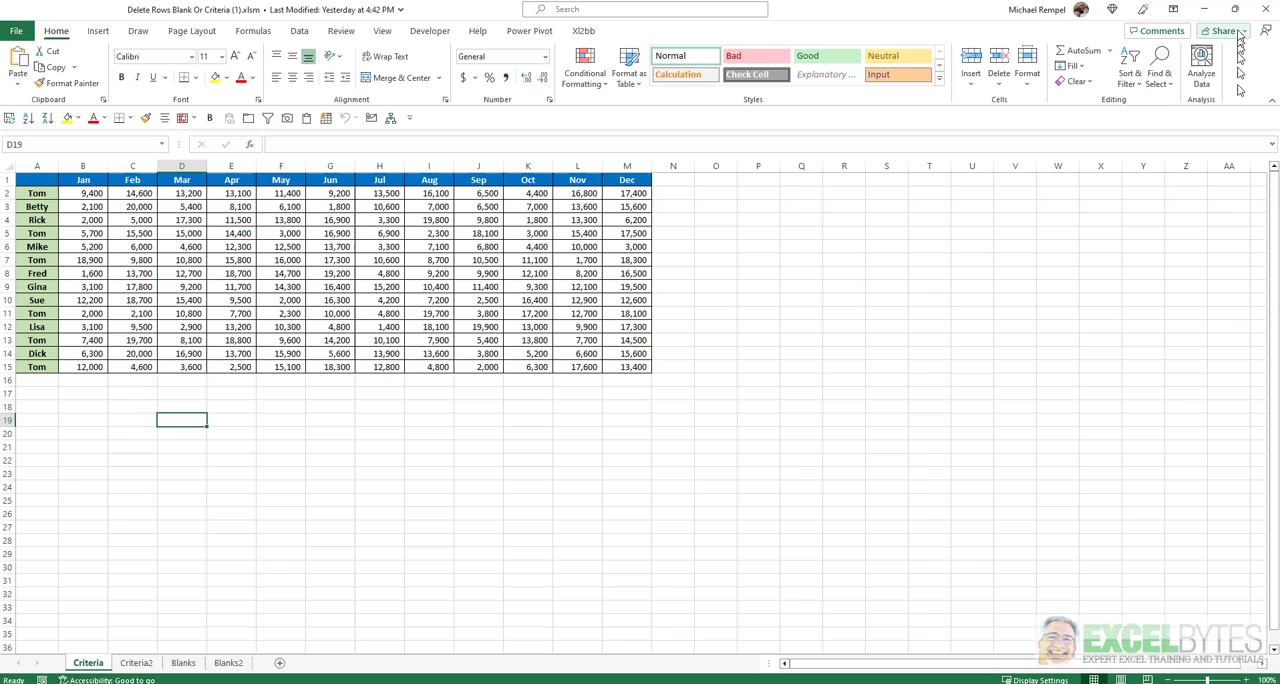 Delete Rows Blank Or Criteria (1).xlsm • Last Modified: Yesterday at 4:42 PM
Search
Michael Rempel
File Home Insert Draw Page Layout Formulas Data Review View Developer Help Power Pivot Xl2bb
Comments Share
Paste
Cut
Copy
Format Painter
Clipboard
Calibri 11
B I U
Font
Wrap Text
Merge & Center
Alignment
General
$ % ,
Number
Conditional Formatting
Format as Table
Normal Bad Good Neutral
Calculation Check Cell Explanatory ... Input
Styles
Insert Delete Format
Cells
AutoSum
Fill
Clear
Sort & Filter
Find & Select
Editing
Analyze Data
Analysis
D19
fx
A B C D E F G H I J K L M N O P Q R S T U V W X Y Z AA
1 Jan Feb Mar Apr May Jun Jul Aug Sep Oct Nov Dec
2 Tom 9,400 14,600 13,200 13,100 11,400 9,200 13,500 16,100 6,500 4,400 16,800 17,400
3 Betty 2,100 20,000 5,400 8,100 6,100 1,800 10,600 7,000 6,500 7,000 13,600 15,600
4 Rick 2,000 5,000 17,300 11,500 13,800 16,900 3,300 19,800 9,800 1,800 13,300 6,200
5 Tom 5,700 15,500 15,000 14,400 3,000 16,900 6,900 2,300 18,100 3,000 15,400 17,500
6 Mike 5,200 6,000 4,600 12,300 12,500 13,700 3,300 7,100 6,800 4,400 10,000 3,000
7 Tom 18,900 9,800 10,800 15,800 16,000 17,300 10,600 8,700 10,500 11,100 1,700 18,300
8 Fred 1,600 13,700 12,700 18,700 14,700 19,200 4,800 9,200 9,900 12,100 8,200 16,500
9 Gina 3,100 17,800 9,200 11,700 14,300 16,400 15,200 10,400 11,400 9,300 12,100 19,500
10 Sue 12,200 18,700 15,400 9,500 2,000 16,300 4,200 7,200 2,500 16,400 12,900 12,600
11 Tom 2,000 2,100 10,800 7,700 2,300 10,000 4,800 19,700 3,800 17,200 12,700 18,100
12 Lisa 3,100 9,500 2,900 13,200 10,300 4,800 1,400 18,100 19,900 13,000 9,900 17,300
13 Tom 7,400 19,700 8,100 18,800 9,600 14,200 10,100 7,900 5,400 13,800 7,700 14,500
14 Dick 6,300 20,000 16,900 13,700 15,900 5,600 13,900 13,600 3,800 5,200 6,600 15,600
15 Tom 12,000 4,600 3,600 2,500 15,100 18,300 12,800 4,800 2,000 6,300 17,600 13,400
16
17
18
19
20
21
22
23
24
25
26
27
28
29
30
31
32
33
34
35
36
EXCELBYTES
EXPERT EXCEL TRAINING AND TUTORIALS
Criteria Criteria2 Blanks Blanks2
Ready Accessibility: Good to go Display Settings 100%